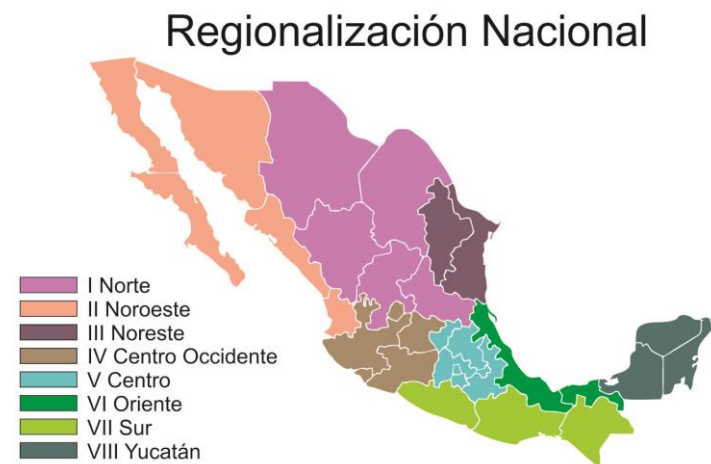 Regionalización Nacional
I Norte
II Noroeste
III Noreste
IV Centro Occidente
V Centro
VI Oriente
VII Sur
VIII Yucatán